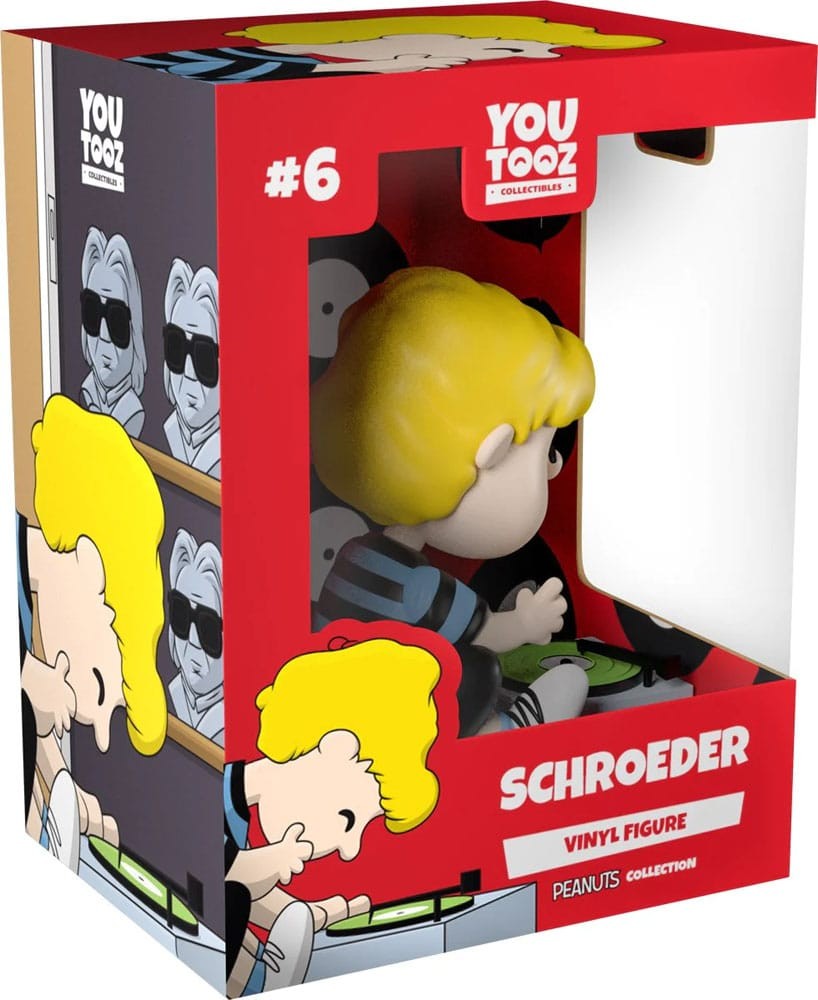 YOU
TOOZ
COLLECTIBLES
#6
YOU
TOOZ
• COLLECTIBLES •
SCHROEDER
VINYL FIGURE
PEANUTS COLLECTION